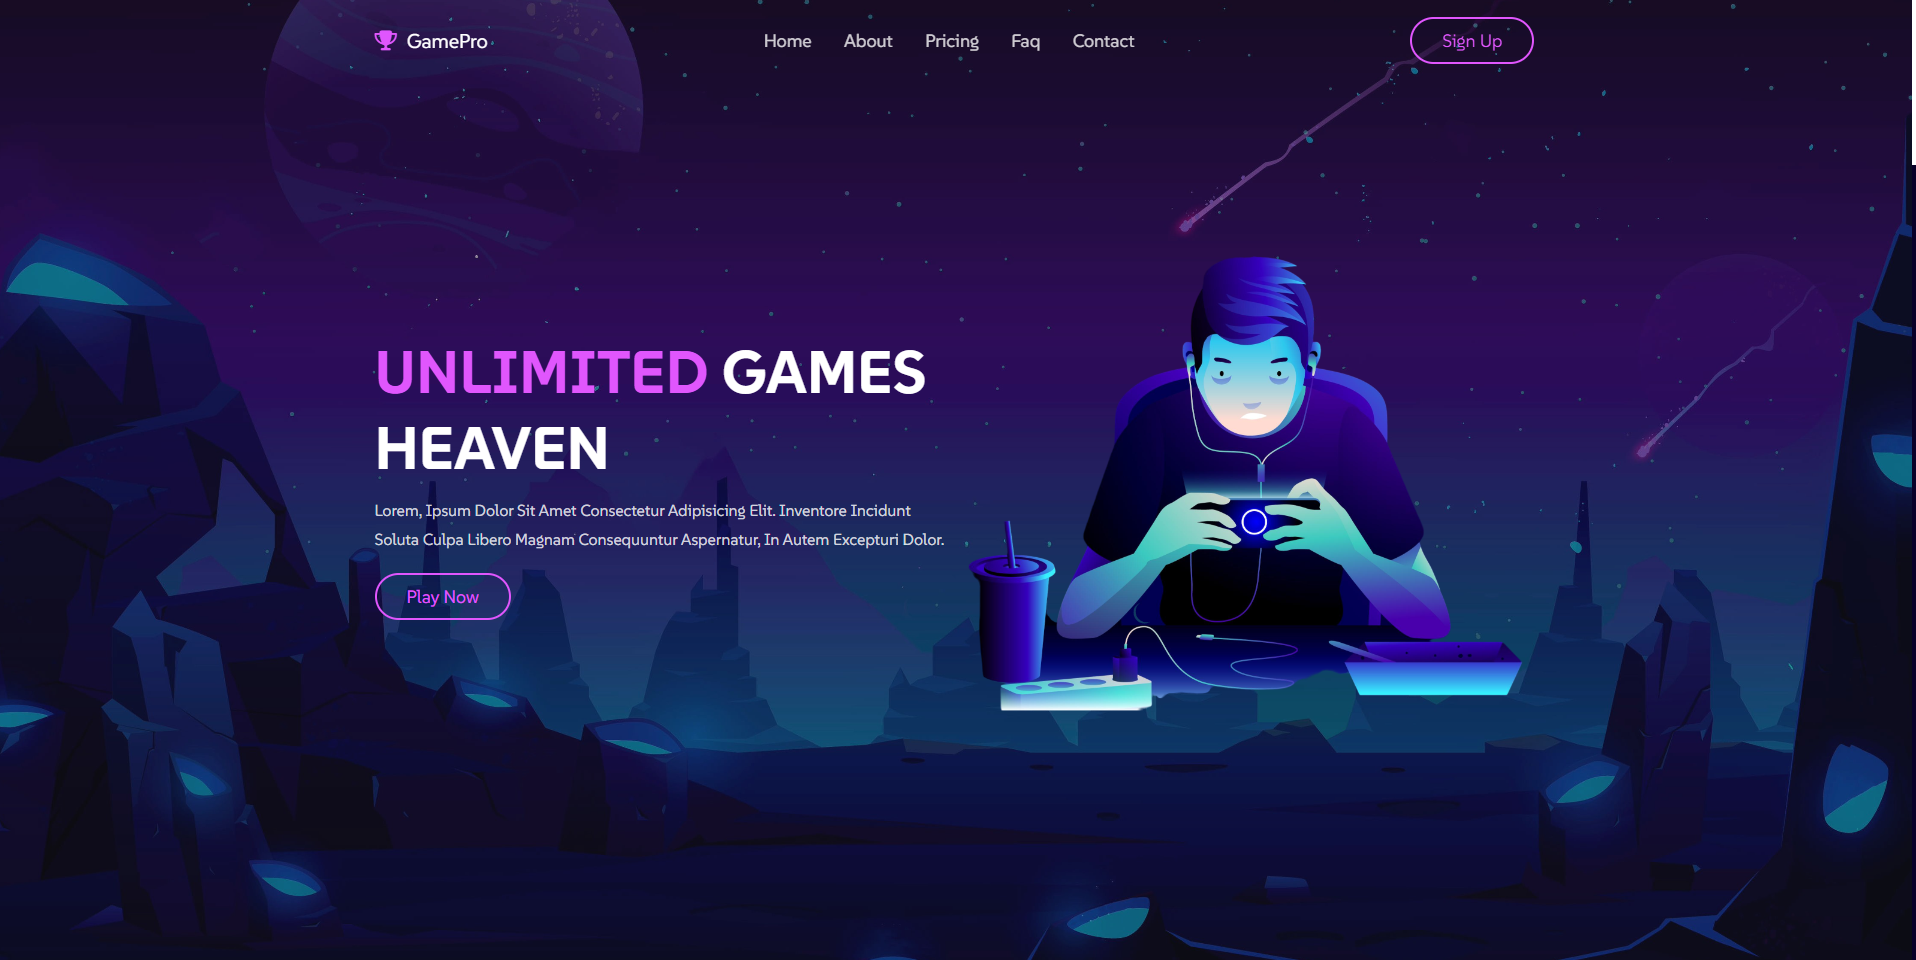 GamePro
Home About Pricing Faq Contact
Sign Up
UNLIMITED GAMES
HEAVEN
Lorem, Ipsum Dolor Sit Amet Consectetur Adipisicing Elit. Inventore Incidunt
Soluta Culpa Libero Magnam Consequuntur Aspernatur, In Autem Excepturi Dolor.
Play Now